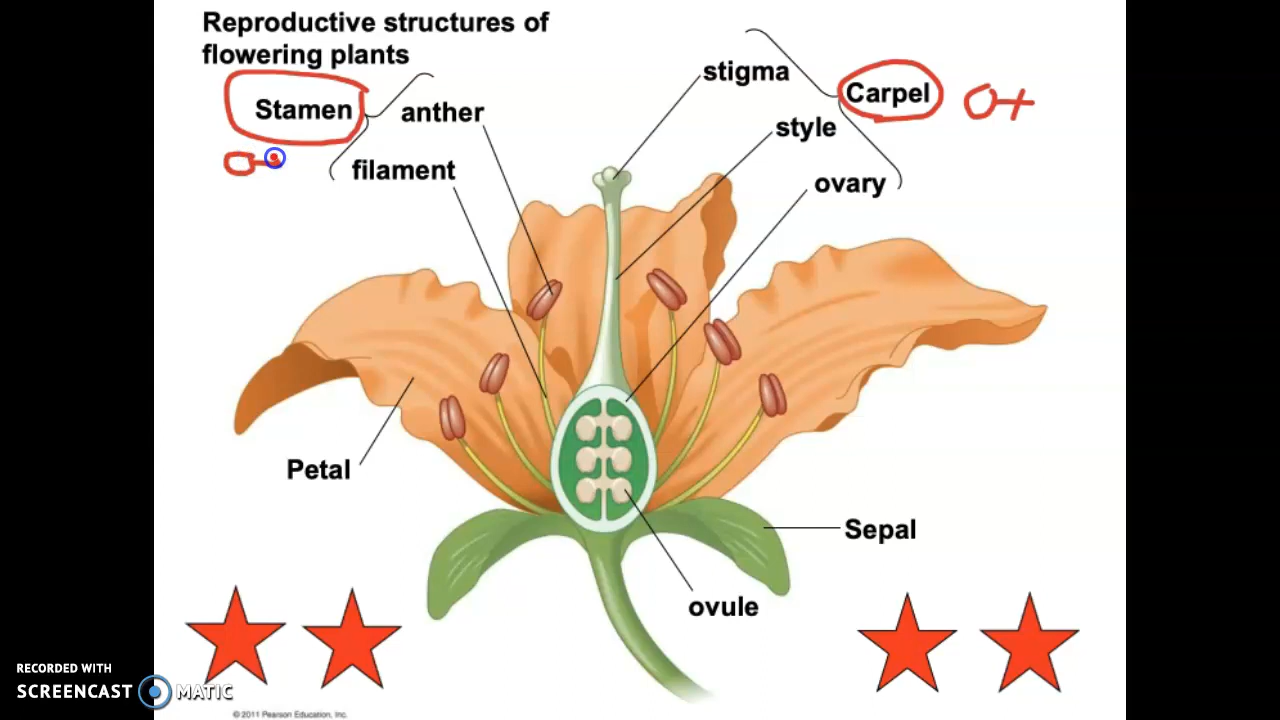 Reproductive structures of
flowering plants
stigma
Carpel
Stamen
anther
style
filament
ovary
Petal
Sepal
ovule
RECORDED WITH
SCREENCAST MATIC
© 2011 Pearson Education, Inc.